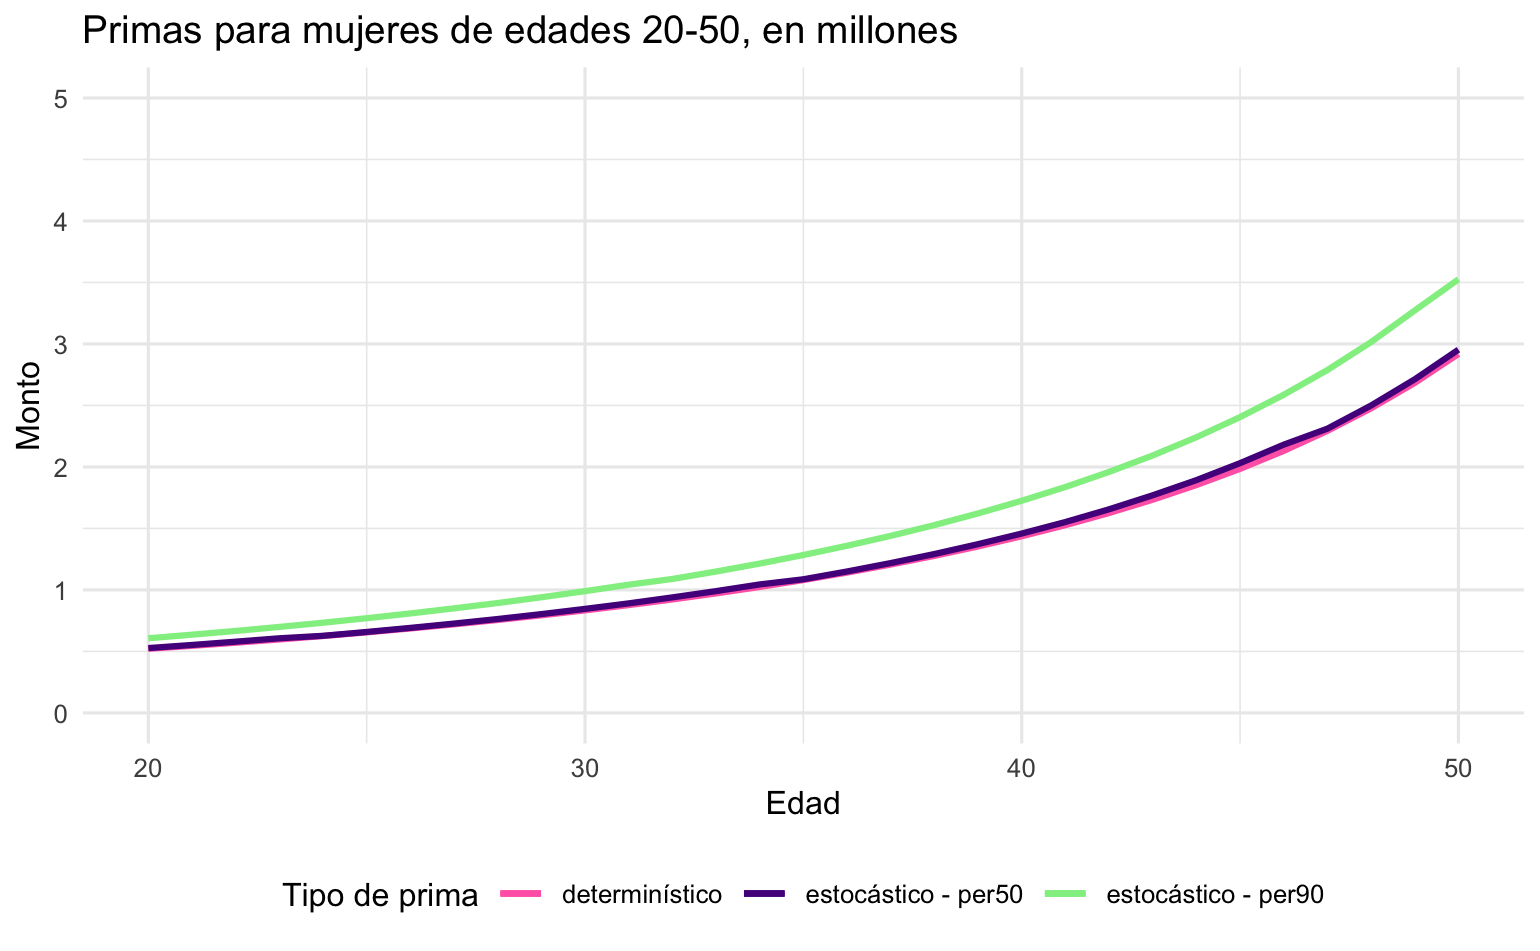 Primas para mujeres de edades 20-50, en millones
5
4
3
2
1
0
Monto
20 30 40 50
Edad
Tipo de prima determinístico estocástico - per50 estocástico - per90